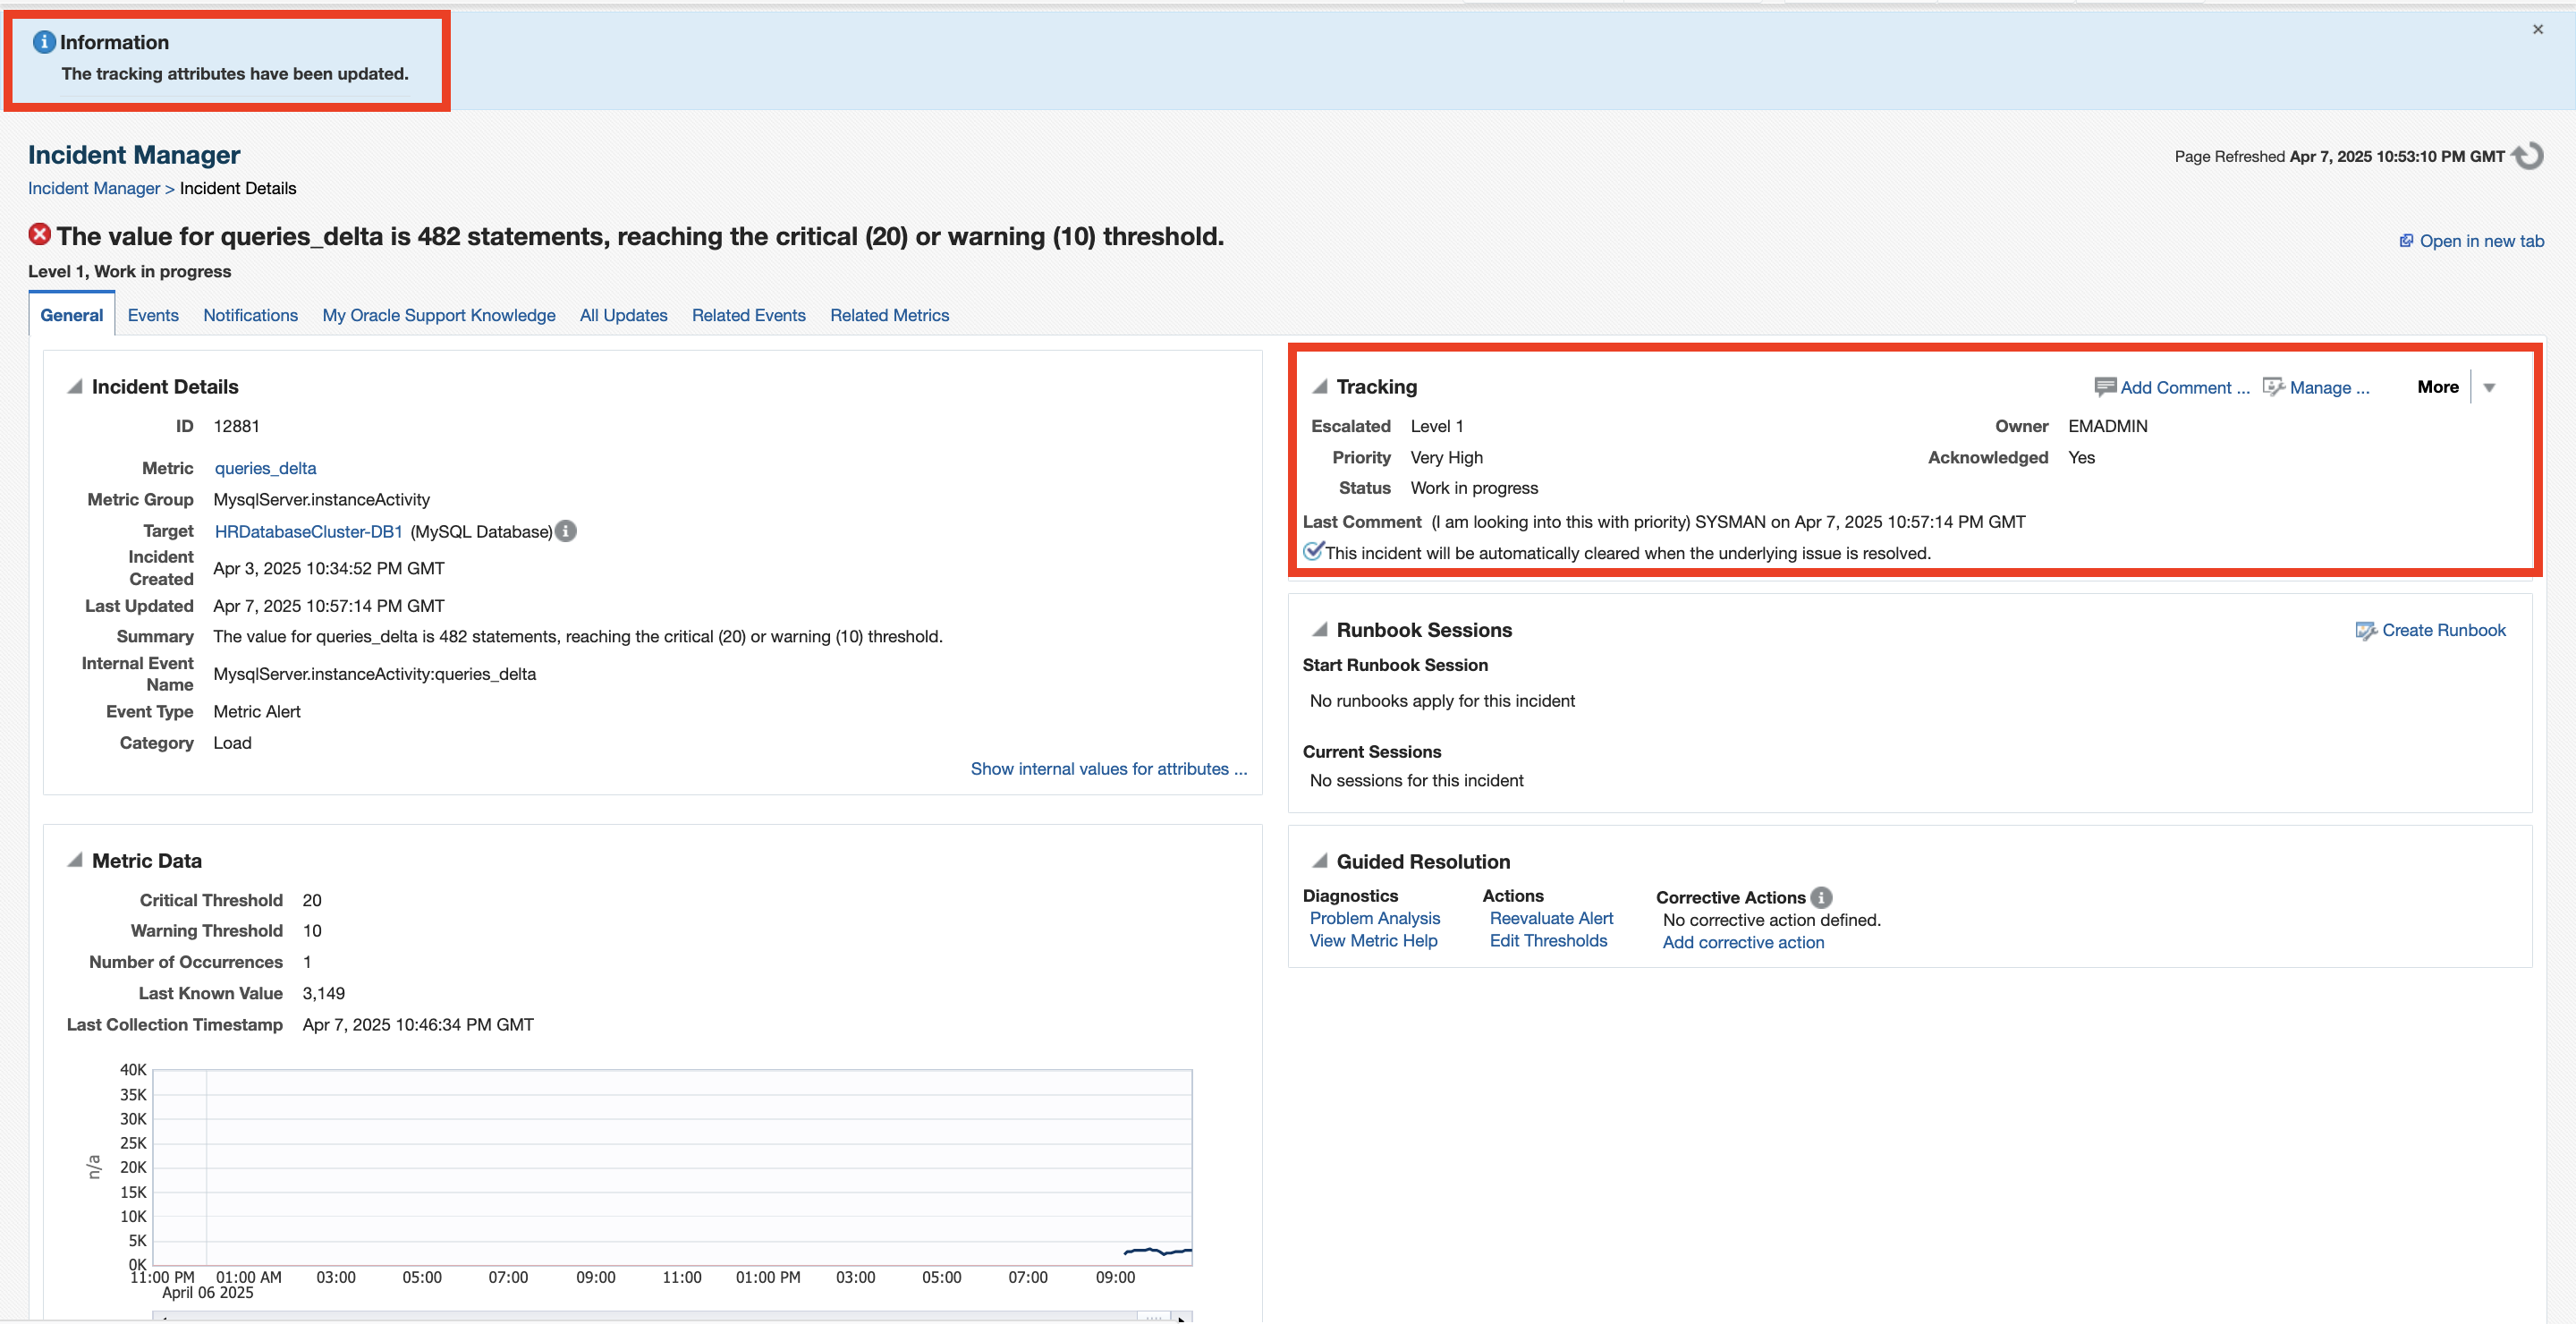 Information
The tracking attributes have been updated.
×
Incident Manager
Page Refreshed Apr 7, 2025 10:53:10 PM GMT
Incident Manager > Incident Details
The value for queries_delta is 482 statements, reaching the critical (20) or warning (10) threshold.
Open in new tab
Level 1, Work in progress
General Events Notifications My Oracle Support Knowledge All Updates Related Events Related Metrics
Incident Details
ID 12881
Metric queries_delta
Metric Group MysqlServer.instanceActivity
Target HRDatabaseCluster-DB1 (MySQL Database)
Incident Created Apr 3, 2025 10:34:52 PM GMT
Last Updated Apr 7, 2025 10:57:14 PM GMT
Summary The value for queries_delta is 482 statements, reaching the critical (20) or warning (10) threshold.
Internal Event Name MysqlServer.instanceActivity:queries_delta
Event Type Metric Alert
Category Load
Show internal values for attributes ...
Tracking
Add Comment ... Manage ... More
Escalated Level 1
Owner EMADMIN
Priority Very High
Acknowledged Yes
Status Work in progress
Last Comment (I am looking into this with priority) SYSMAN on Apr 7, 2025 10:57:14 PM GMT
This incident will be automatically cleared when the underlying issue is resolved.
Runbook Sessions
Create Runbook
Start Runbook Session
No runbooks apply for this incident
Current Sessions
No sessions for this incident
Metric Data
Critical Threshold 20
Warning Threshold 10
Number of Occurrences 1
Last Known Value 3,149
Last Collection Timestamp Apr 7, 2025 10:46:34 PM GMT
40K
35K
30K
25K
20K
15K
10K
5K
0K
n/a
11:00 PM 01:00 AM 03:00 05:00 07:00 09:00 11:00 01:00 PM 03:00 05:00 07:00 09:00
April 06 2025
Guided Resolution
Diagnostics
Problem Analysis
View Metric Help
Actions
Reevaluate Alert
Edit Thresholds
Corrective Actions
No corrective action defined.
Add corrective action